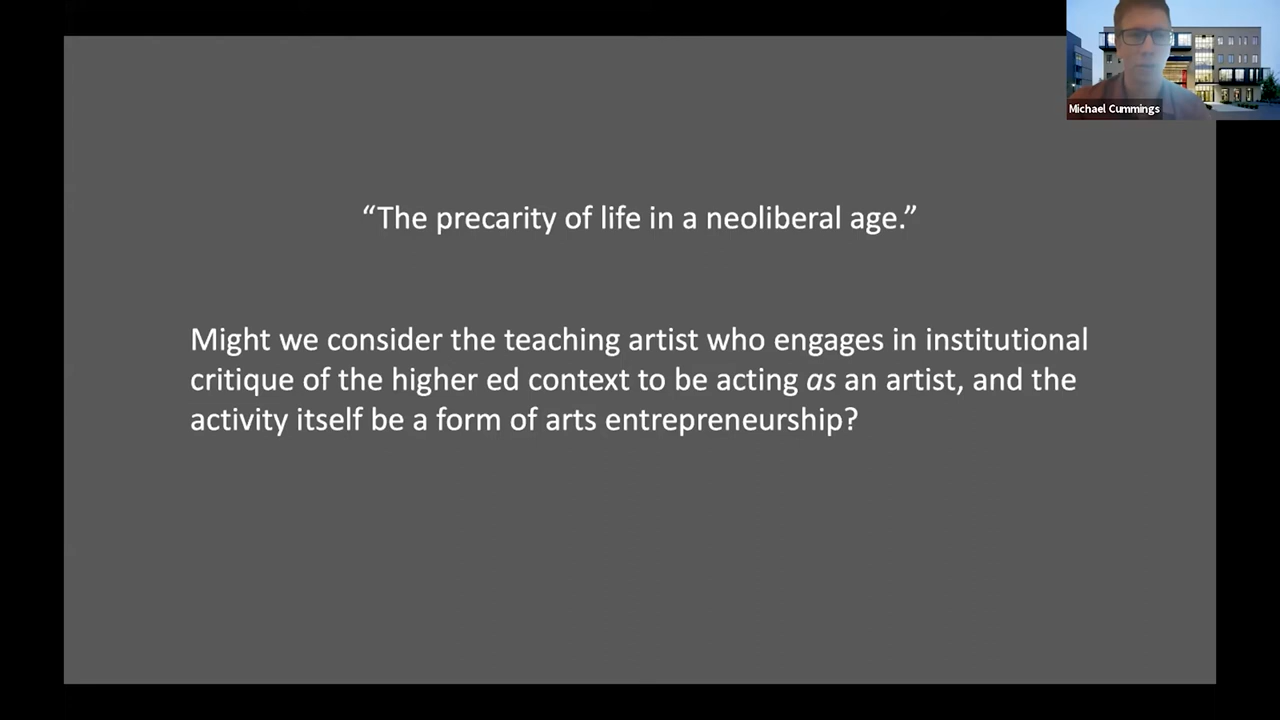 Michael Cummings
“The precarity of life in a neoliberal age.”
Might we consider the teaching artist who engages in institutional
critique of the higher ed context to be acting as an artist, and the
activity itself be a form of arts entrepreneurship?